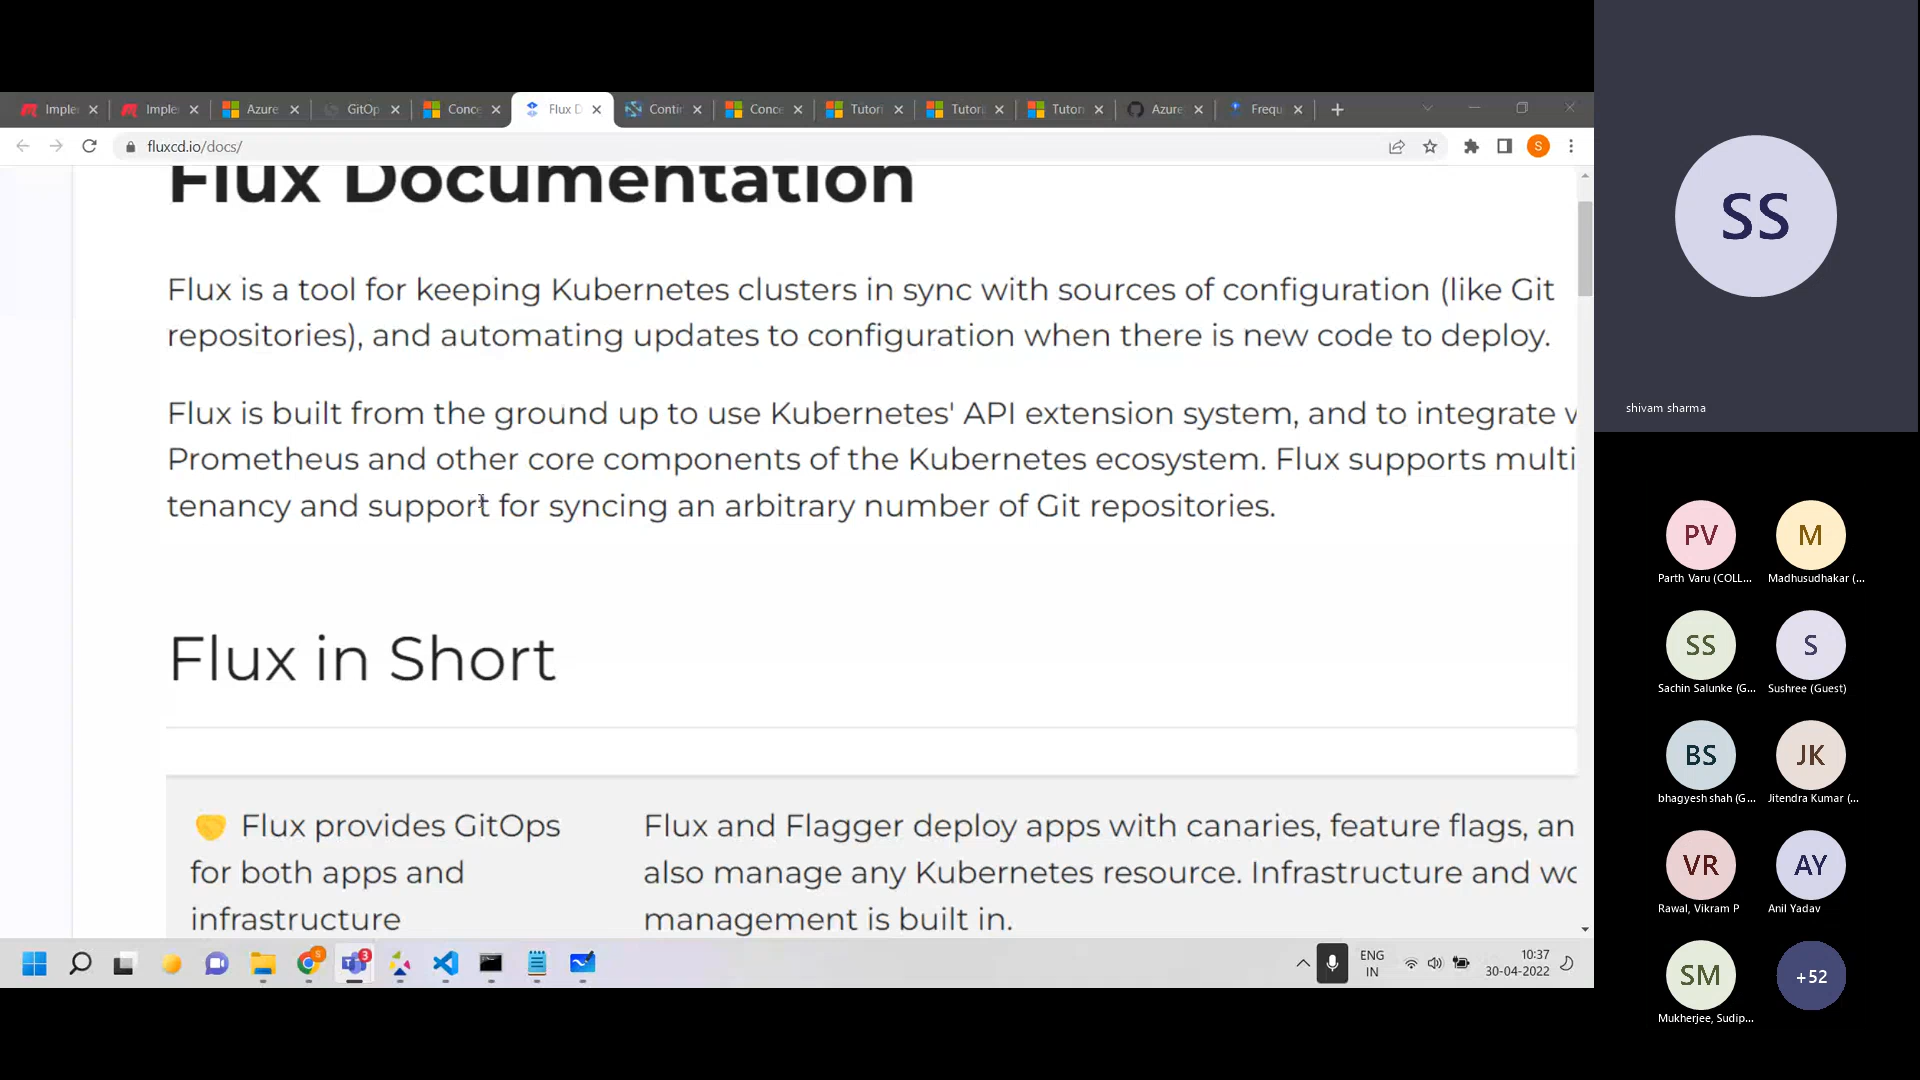 Imple
Imple
Azure
GitOp
Conce
Flux D
Contin
Conce
Tutori
Tutori
Tutori
Azure
Frequ
fluxcd.io/docs/
S
Flux Documentation
Flux is a tool for keeping Kubernetes clusters in sync with sources of configuration (like Git
repositories), and automating updates to configuration when there is new code to deploy.
Flux is built from the ground up to use Kubernetes' API extension system, and to integrate w
Prometheus and other core components of the Kubernetes ecosystem. Flux supports multi
tenancy and support for syncing an arbitrary number of Git repositories.
Flux in Short
Flux provides GitOps
for both apps and
infrastructure
Flux and Flagger deploy apps with canaries, feature flags, an
also manage any Kubernetes resource. Infrastructure and wo
management is built in.
S
3
ENG
IN
10:37
30-04-2022
SS
shivam sharma
PV
Parth Varu (COLL...
M
Madhusudhakar (...
SS
Sachin Salunke (G...
S
Sushree (Guest)
BS
bhagyesh shah (G...
JK
Jitendra Kumar (...
VR
Rawal, Vikram P
AY
Anil Yadav
SM
Mukherjee, Sudip...
+52